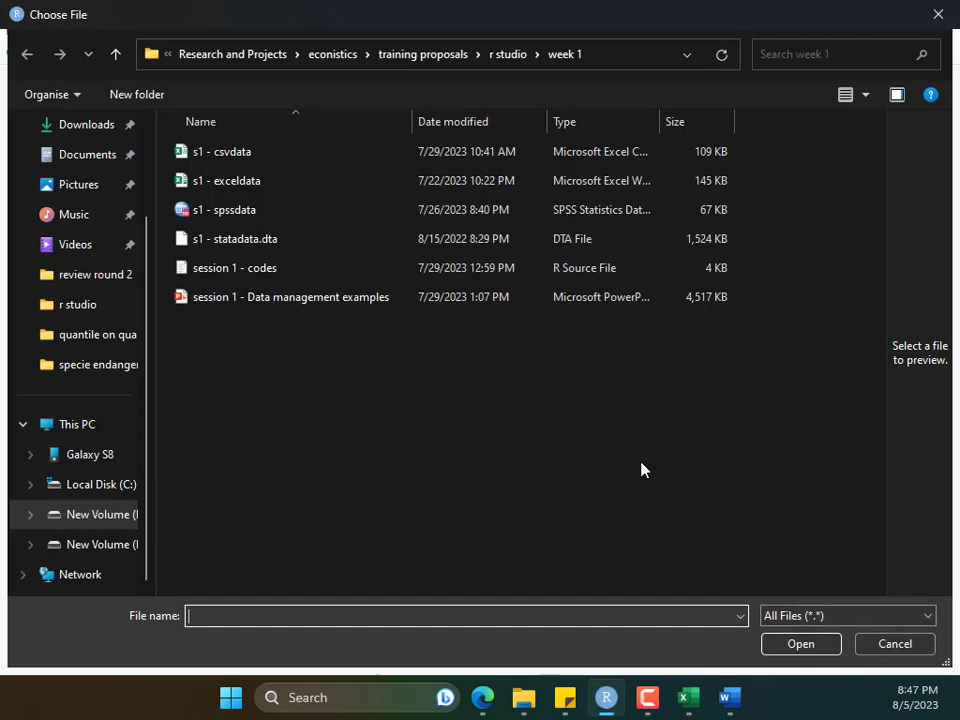 Choose File
Research and Projects > econistics > training proposals > r studio > week 1
Search week 1
Organise
New folder
Name
Date modified
Type
Size
s1 - csvdata 7/29/2023 10:41 AM Microsoft Excel C... 109 KB
s1 - exceldata 7/22/2023 10:22 PM Microsoft Excel W... 145 KB
s1 - spssdata 7/26/2023 8:40 PM SPSS Statistics Dat... 67 KB
s1 - statadata.dta 8/15/2022 8:29 PM DTA File 1,524 KB
session 1 - codes 7/29/2023 12:59 PM R Source File 4 KB
session 1 - Data management examples 7/29/2023 1:07 PM Microsoft PowerP... 4,517 KB
Downloads
Documents
Pictures
Music
Videos
review round 2
r studio
quantile on qua
specie endanger
This PC
Galaxy S8
Local Disk (C:)
New Volume (
New Volume (
Network
Select a file
to preview.
File name:
All Files (*.*)
Open
Cancel
Search
8:47 PM
8/5/2023